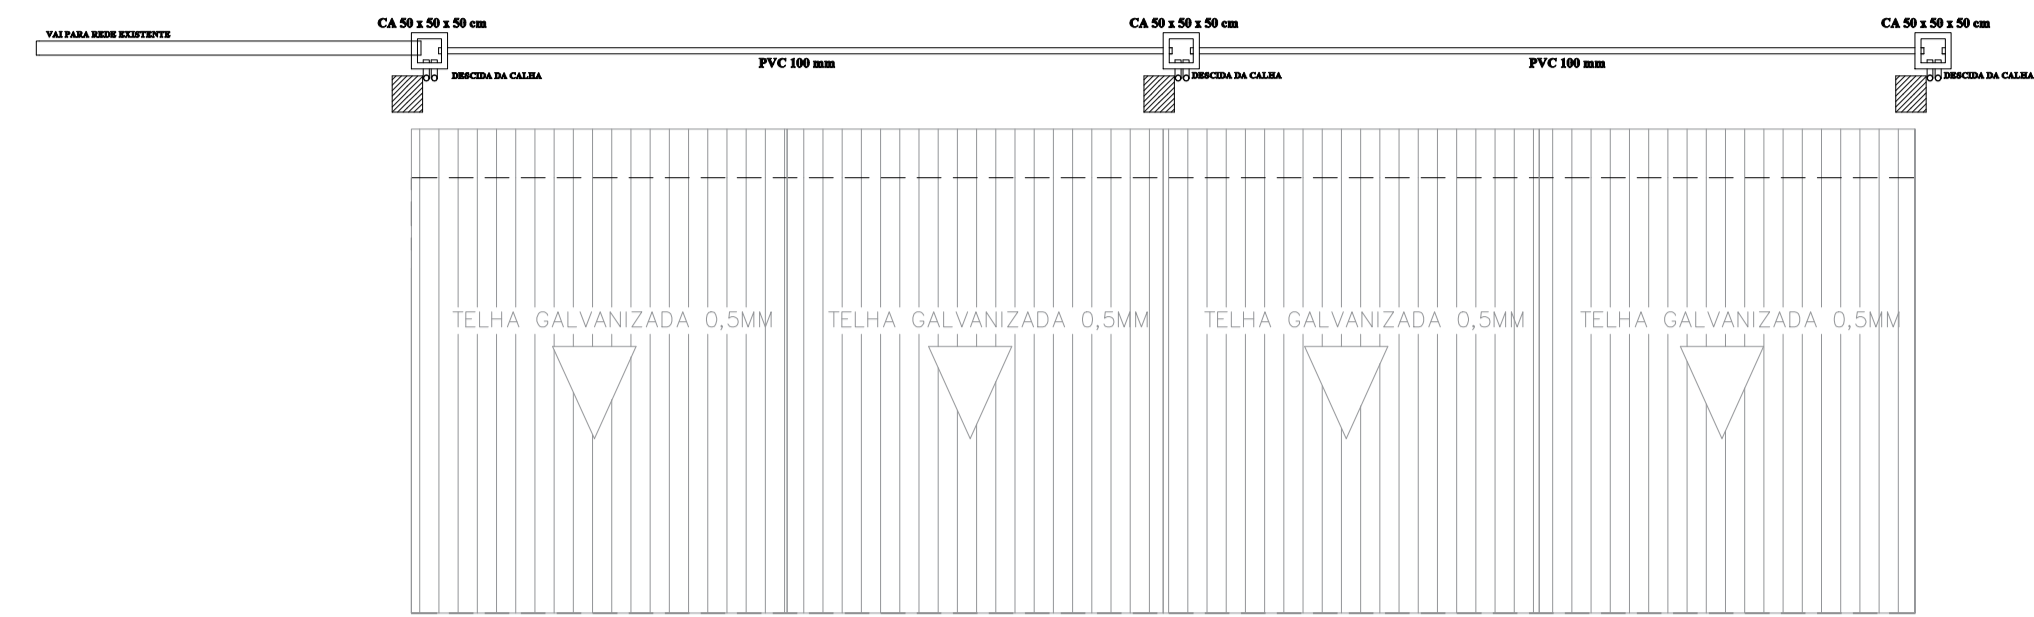 CA 50 x 50 x 50 cm
CA 50 x 50 x 50 cm
CA 50 x 50 x 50 cm
VAI PARA REDE EXISTENTE
PVC 100 mm
PVC 100 mm
DESCIDA DA CALHA
DESCIDA DA CALHA
DESCIDA DA CALHA
TELHA GALVANIZADA 0,5MM
TELHA GALVANIZADA 0,5MM
TELHA GALVANIZADA 0,5MM
TELHA GALVANIZADA 0,5MM